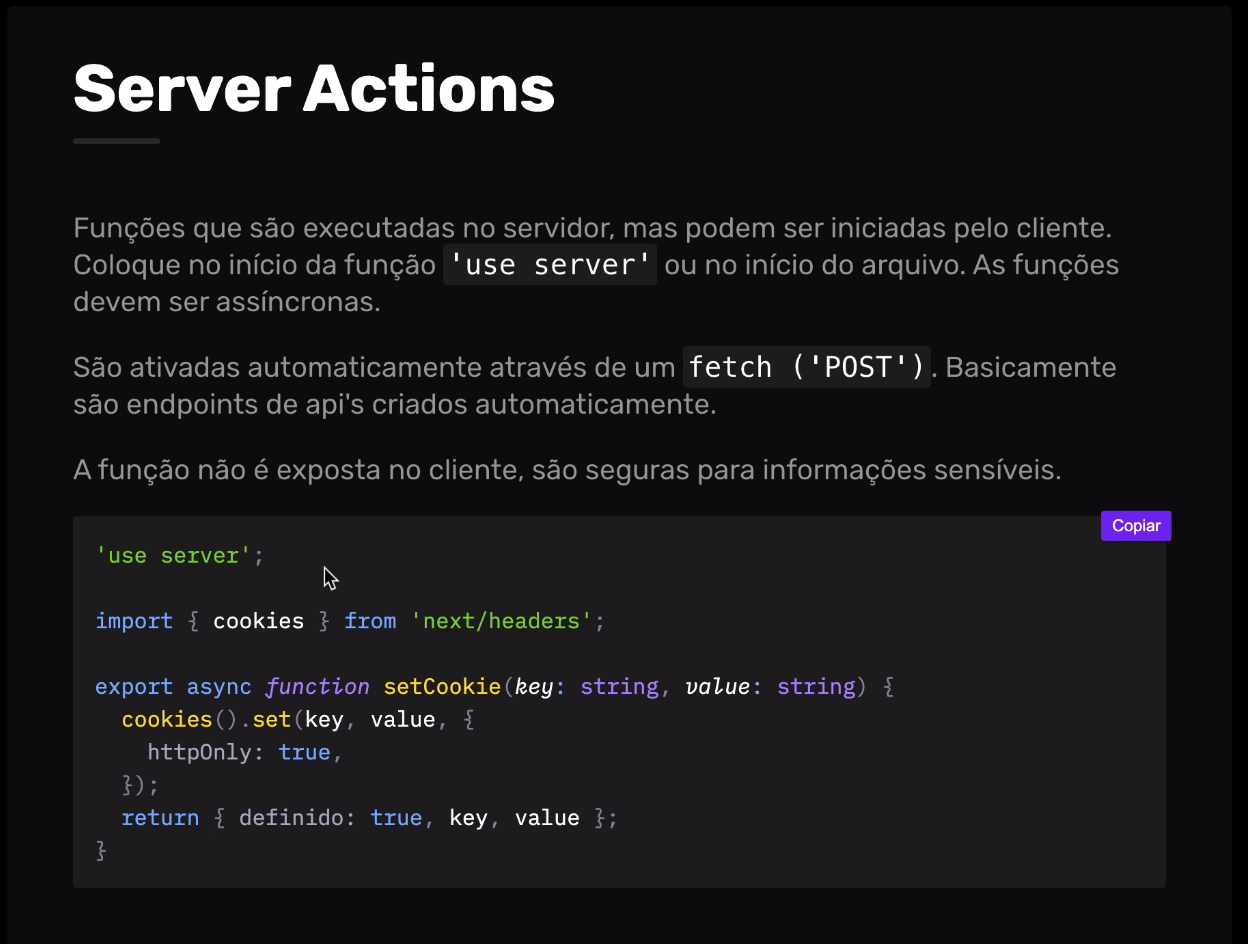 Server Actions
Funções que são executadas no servidor, mas podem ser iniciadas pelo cliente.
Coloque no início da função 'use server' ou no início do arquivo. As funções
devem ser assíncronas.
São ativadas automaticamente através de um fetch ('POST'). Basicamente
são endpoints de api's criados automaticamente.
A função não é exposta no cliente, são seguras para informações sensíveis.
Copiar
'use server';
import { cookies } from 'next/headers';
export async function setCookie(key: string, value: string) {
  cookies().set(key, value, {
    httpOnly: true,
  });
  return { definido: true, key, value };
}